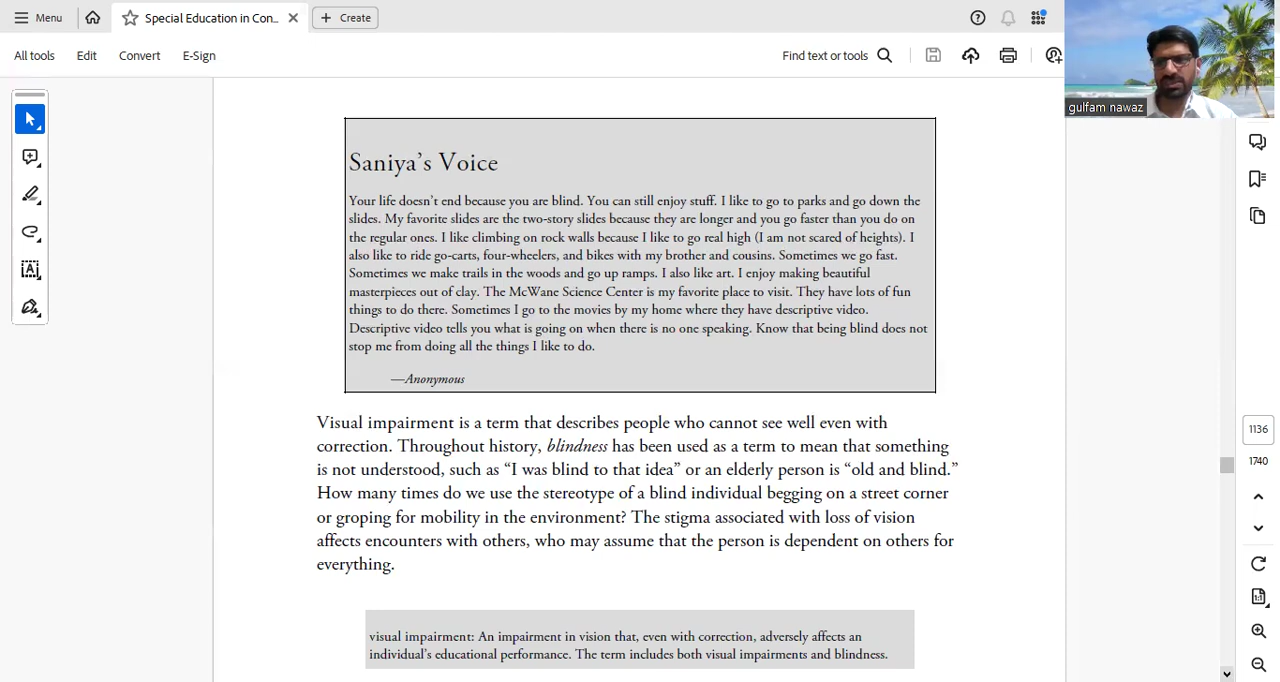 Menu
Special Education in Con...
Create
All tools
Edit
Convert
E-Sign
Find text or tools
gulfam nawaz
Saniya’s Voice
Your life doesn’t end because you are blind. You can still enjoy stuff. I like to go to parks and go down the
slides. My favorite slides are the two-story slides because they are longer and you go faster than you do on
the regular ones. I like climbing on rock walls because I like to go real high (I am not scared of heights). I
also like to ride go-carts, four-wheelers, and bikes with my brother and cousins. Sometimes we go fast.
Sometimes we make trails in the woods and go up ramps. I also like art. I enjoy making beautiful
masterpieces out of clay. The McWane Science Center is my favorite place to visit. They have lots of fun
things to do there. Sometimes I go to the movies by my home where they have descriptive video.
Descriptive video tells you what is going on when there is no one speaking. Know that being blind does not
stop me from doing all the things I like to do.
—Anonymous
Visual impairment is a term that describes people who cannot see well even with
correction. Throughout history, blindness has been used as a term to mean that something
is not understood, such as “I was blind to that idea” or an elderly person is “old and blind.”
How many times do we use the stereotype of a blind individual begging on a street corner
or groping for mobility in the environment? The stigma associated with loss of vision
affects encounters with others, who may assume that the person is dependent on others for
everything.
visual impairment: An impairment in vision that, even with correction, adversely affects an
individual’s educational performance. The term includes both visual impairments and blindness.
1136
1740
1:1